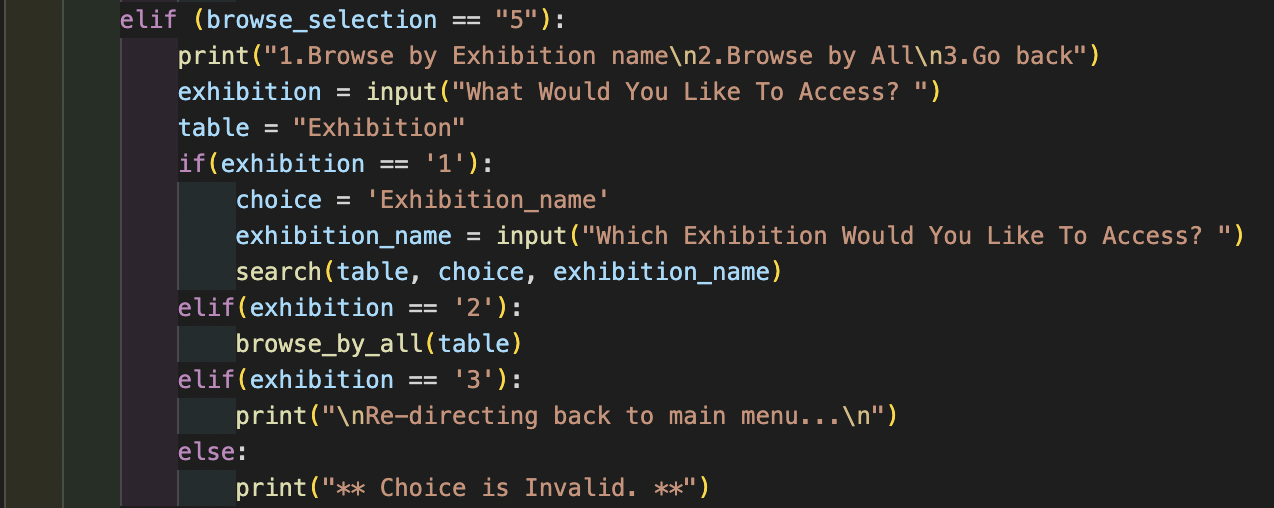 elif (browse_selection == "5"):
print("1.Browse by Exhibition name\n2.Browse by All\n3.Go back")
exhibition = input("What Would You Like To Access? ")
table = "Exhibition"
if(exhibition == '1'):
choice = 'Exhibition_name'
exhibition_name = input("Which Exhibition Would You Like To Access? ")
search(table, choice, exhibition_name)
elif(exhibition == '2'):
browse_by_all(table)
elif(exhibition == '3'):
print("\nRe-directing back to main menu...\n")
else:
print("** Choice is Invalid. **")